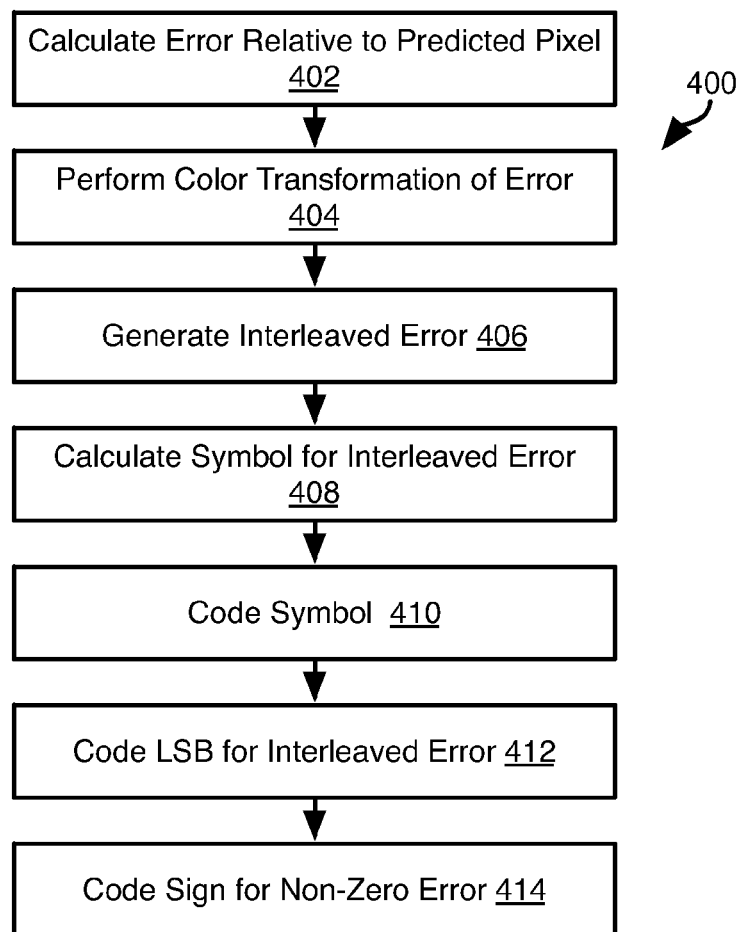 Calculate Error Relative to Predicted Pixel
402
400
Perform Color Transformation of Error
404
Generate Interleaved Error 406
Calculate Symbol for Interleaved Error
408
Code Symbol 410
Code LSB for Interleaved Error 412
Code Sign for Non-Zero Error 414